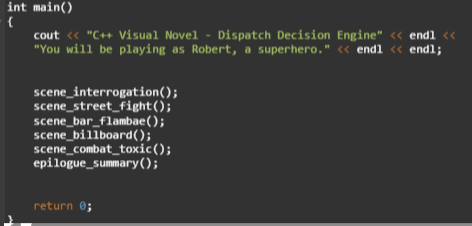 int main()
{
cout << "C++ Visual Novel - Dispatch Decision Engine" << endl <<
"You will be playing as Robert, a superhero." << endl << endl;
scene_interrogation();
scene_street_fight();
scene_bar_flambae();
scene_billboard();
scene_combat_toxic();
epilogue_summary();
return 0;
}